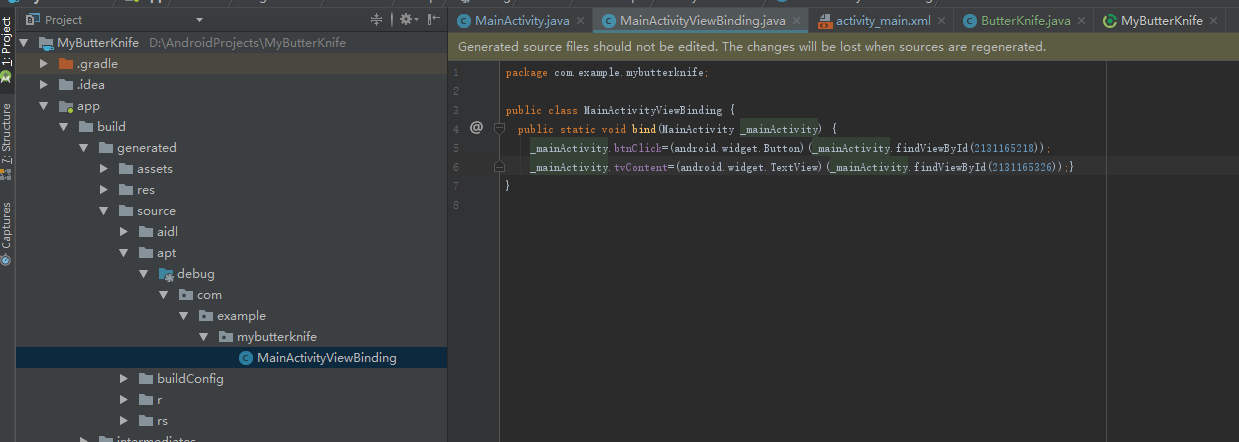 Project
MainActivity.java
MainActivityViewBinding.java
activity_main.xml
ButterKnife.java
MyButterKnife
1: Project
7: Structure
Captures
MyButterKnife D:\AndroidProjects\MyButterKnife
.gradle
.idea
app
build
generated
assets
res
source
aidl
apt
debug
com
example
mybutterknife
MainActivityViewBinding
buildConfig
r
rs
intermediates
Generated source files should not be edited. The changes will be lost when sources are regenerated.
1 package com.example.mybutterknife;
2
3 public class MainActivityViewBinding {
4 @ public static void bind(MainActivity _mainActivity) {
5 _mainActivity.btnClick=(android.widget.Button)(_mainActivity.findViewById(2131165218));
6 _mainActivity.tvContent=(android.widget.TextView)(_mainActivity.findViewById(2131165326));}
7 }
8